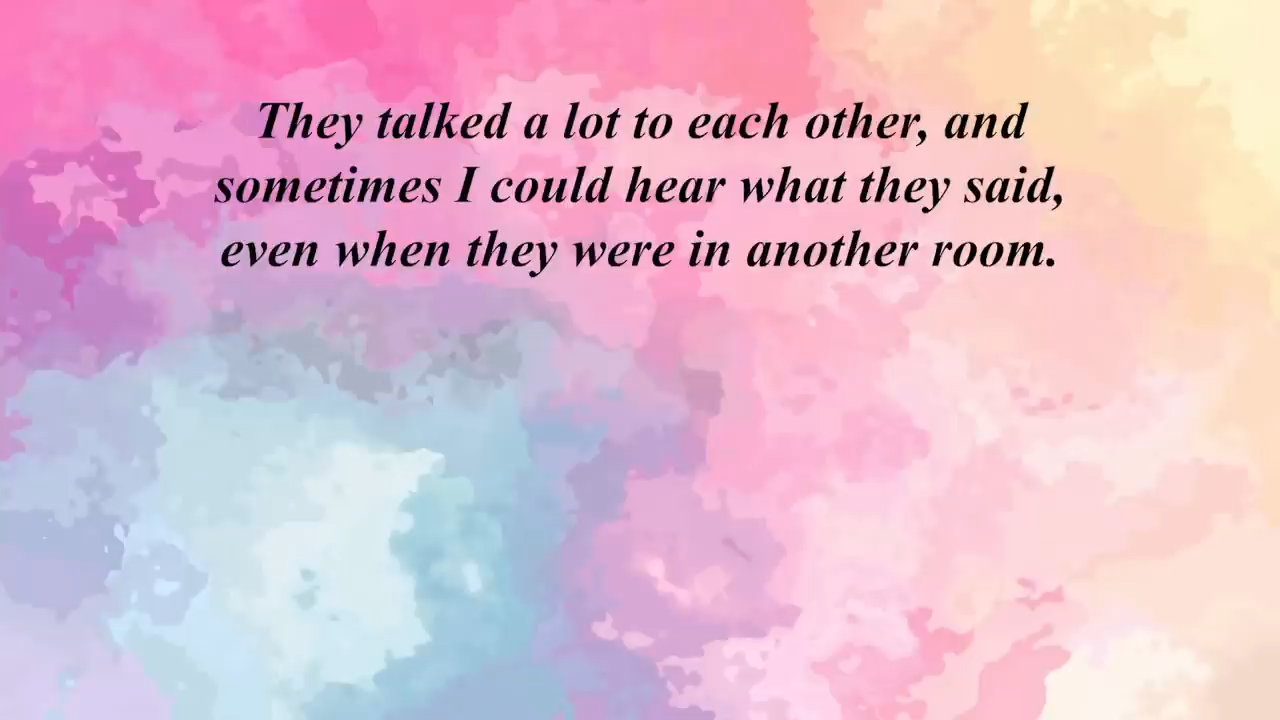 They talked a lot to each other, and
sometimes I could hear what they said,
even when they were in another room.